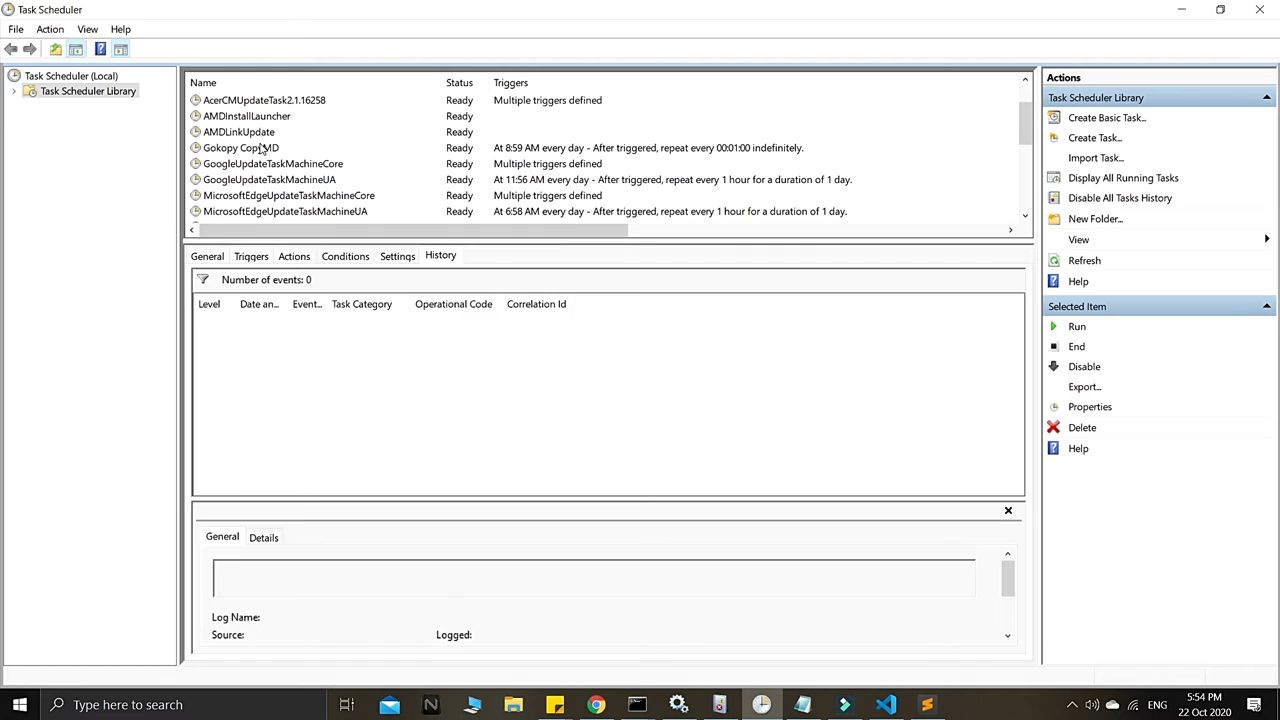 Task Scheduler
File Action View Help
Task Scheduler (Local)
Task Scheduler Library
Name Status Triggers
AcerCMUpdateTask2.1.16258 Ready Multiple triggers defined
AMDInstallLauncher Ready
AMDLinkUpdate Ready
Gokopy Copy MD Ready At 8:59 AM every day - After triggered, repeat every 00:01:00 indefinitely.
GoogleUpdateTaskMachineCore Ready Multiple triggers defined
GoogleUpdateTaskMachineUA Ready At 11:56 AM every day - After triggered, repeat every 1 hour for a duration of 1 day.
MicrosoftEdgeUpdateTaskMachineCore Ready Multiple triggers defined
MicrosoftEdgeUpdateTaskMachineUA Ready At 6:58 AM every day - After triggered, repeat every 1 hour for a duration of 1 day.
General Triggers Actions Conditions Settings History
Number of events: 0
Level Date an... Event... Task Category Operational Code Correlation Id
General Details
Log Name:
Source: Logged:
Actions
Task Scheduler Library
Create Basic Task...
Create Task...
Import Task...
Display All Running Tasks
Disable All Tasks History
New Folder...
View
Refresh
Help
Selected Item
Run
End
Disable
Export...
Properties
Delete
Help
Type here to search
ENG
5:54 PM
22 Oct 2020